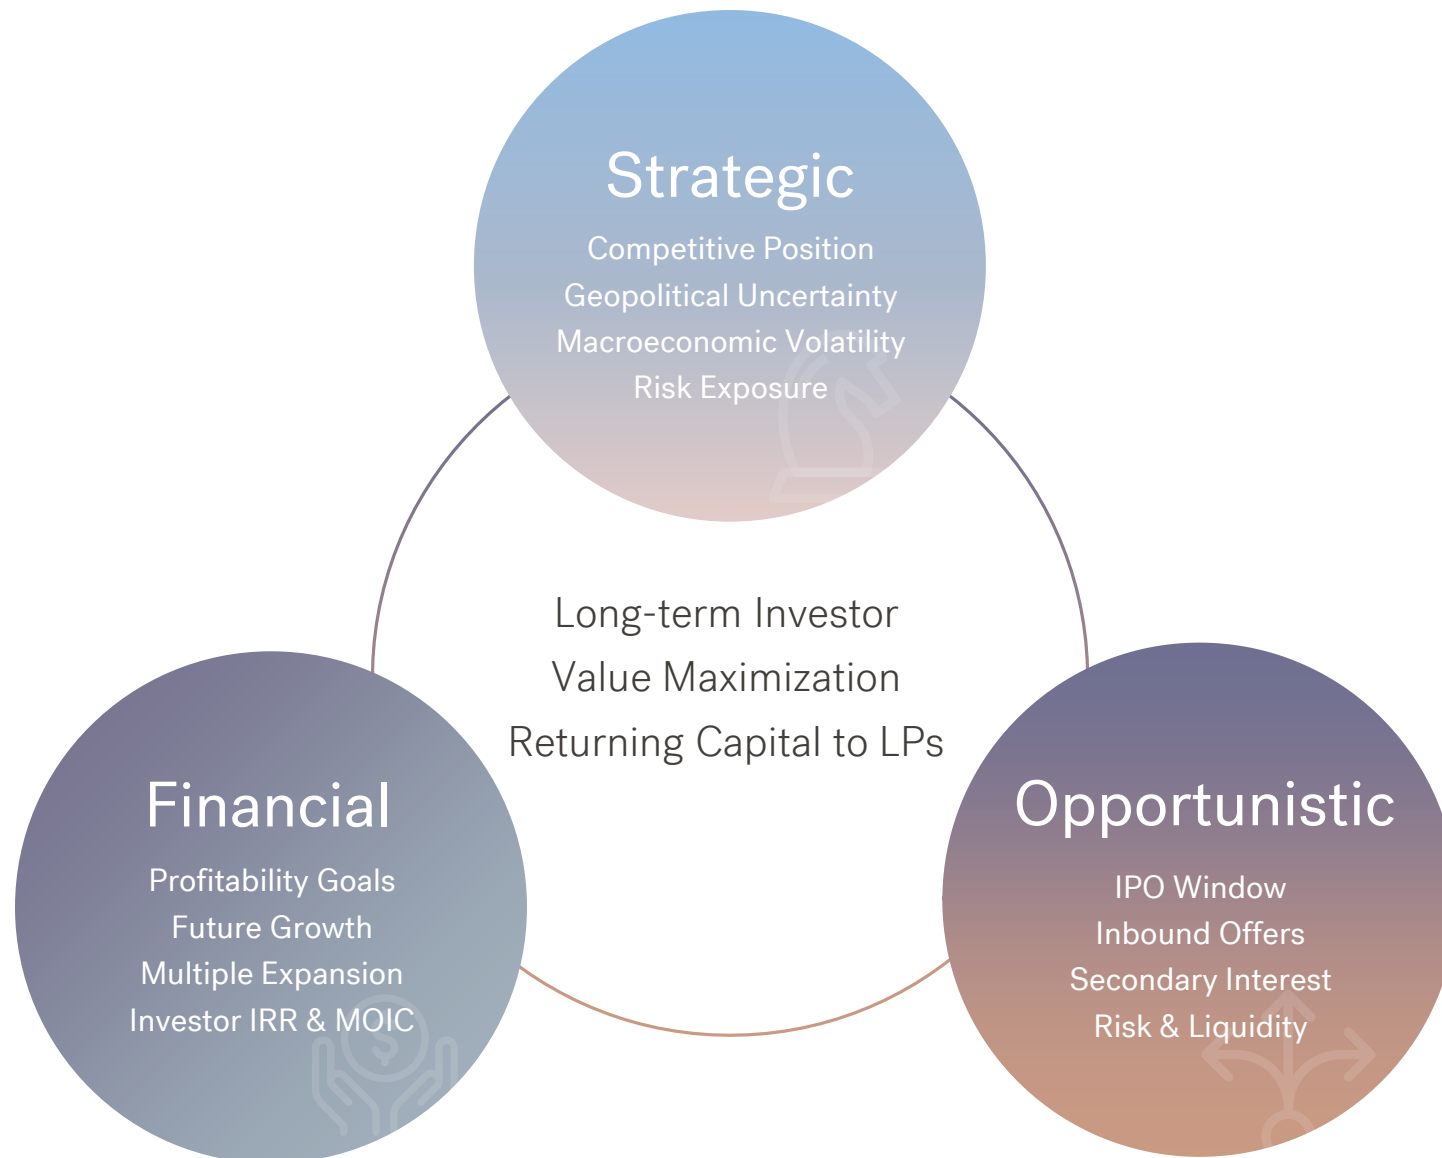 Strategic
Competitive Position
Geopolitical Uncertainty
Macroeconomic Volatility
Risk Exposure
Long-term Investor
Value Maximization
Returning Capital to LPs
Financial
Profitability Goals
Future Growth
Multiple Expansion
Investor IRR & MOIC
Opportunistic
IPO Window
Inbound Offers
Secondary Interest
Risk & Liquidity